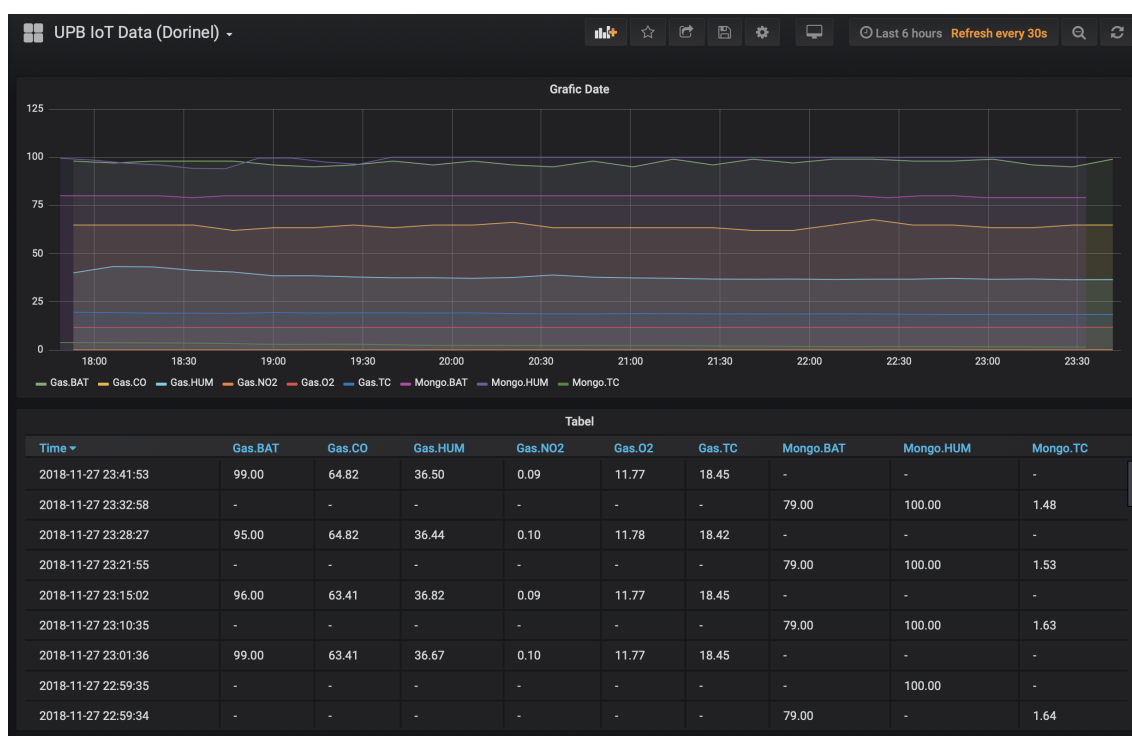 UPB IoT Data (Dorinel)
Last 6 hours Refresh every 30s
Grafic Date
125
100
75
50
25
0
18:00 18:30 19:00 19:30 20:00 20:30 21:00 21:30 22:00 22:30 23:00 23:30
Gas.BAT Gas.CO Gas.HUM Gas.NO2 Gas.O2 Gas.TC Mongo.BAT Mongo.HUM Mongo.TC
Tabel
Time Gas.BAT Gas.CO Gas.HUM Gas.NO2 Gas.O2 Gas.TC Mongo.BAT Mongo.HUM Mongo.TC
2018-11-27 23:41:53 99.00 64.82 36.50 0.09 11.77 18.45 - - -
2018-11-27 23:32:58 - - - - - - 79.00 100.00 1.48
2018-11-27 23:28:27 95.00 64.82 36.44 0.10 11.78 18.42 - - -
2018-11-27 23:21:55 - - - - - - 79.00 100.00 1.53
2018-11-27 23:15:02 96.00 63.41 36.82 0.09 11.77 18.45 - - -
2018-11-27 23:10:35 - - - - - - 79.00 100.00 1.63
2018-11-27 23:01:36 99.00 63.41 36.67 0.10 11.77 18.45 - - -
2018-11-27 22:59:35 - - - - - - - 100.00 -
2018-11-27 22:59:34 - - - - - - 79.00 - 1.64